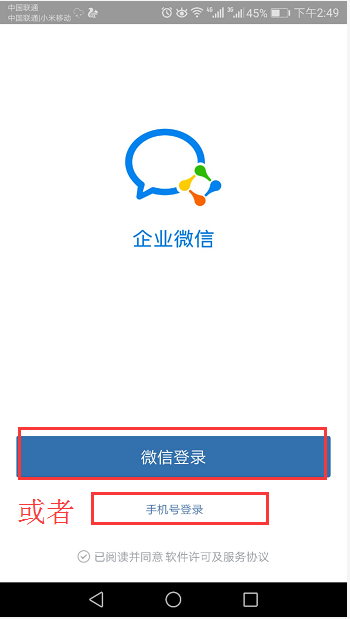 中国联通
中国联通|小米移动
4G 3G 45% 下午2:49
企业微信
微信登录
或者
手机号登录
已阅读并同意 软件许可及服务协议